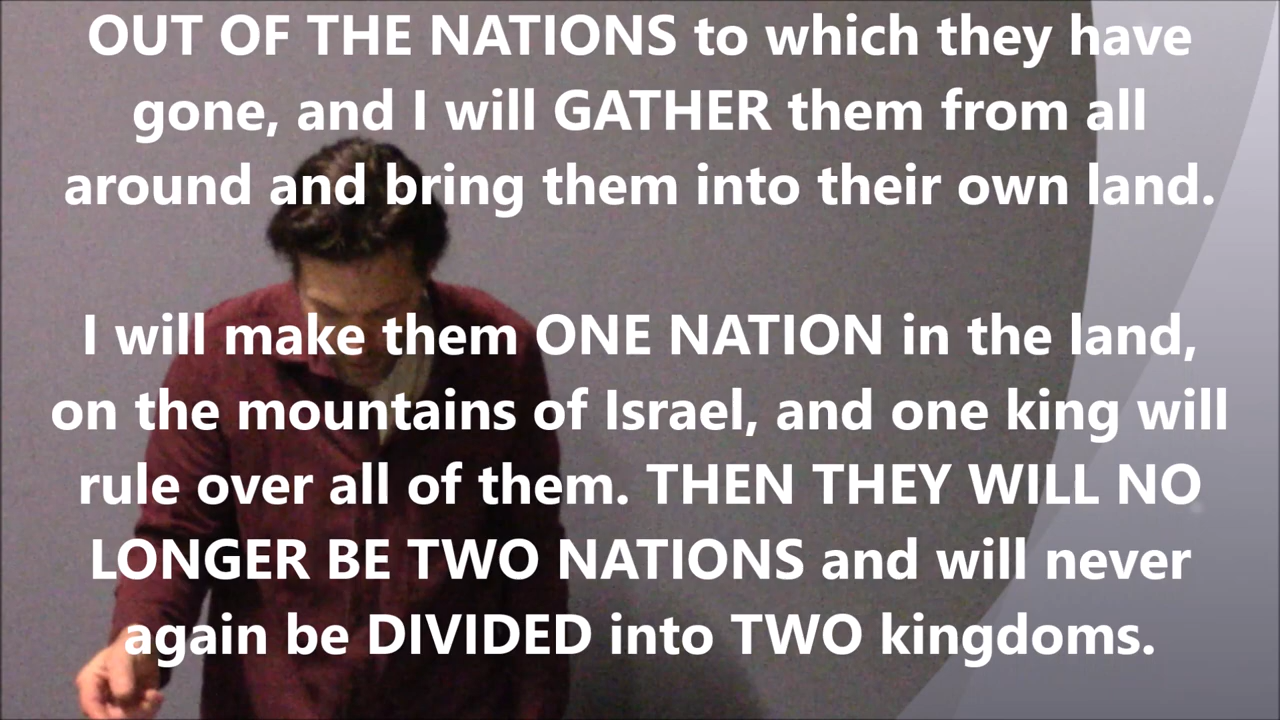 OUT OF THE NATIONS to which they have
gone, and I will GATHER them from all
around and bring them into their own land.
I will make them ONE NATION in the land,
on the mountains of Israel, and one king will
rule over all of them. THEN THEY WILL NO
LONGER BE TWO NATIONS and will never
again be DIVIDED into TWO kingdoms.